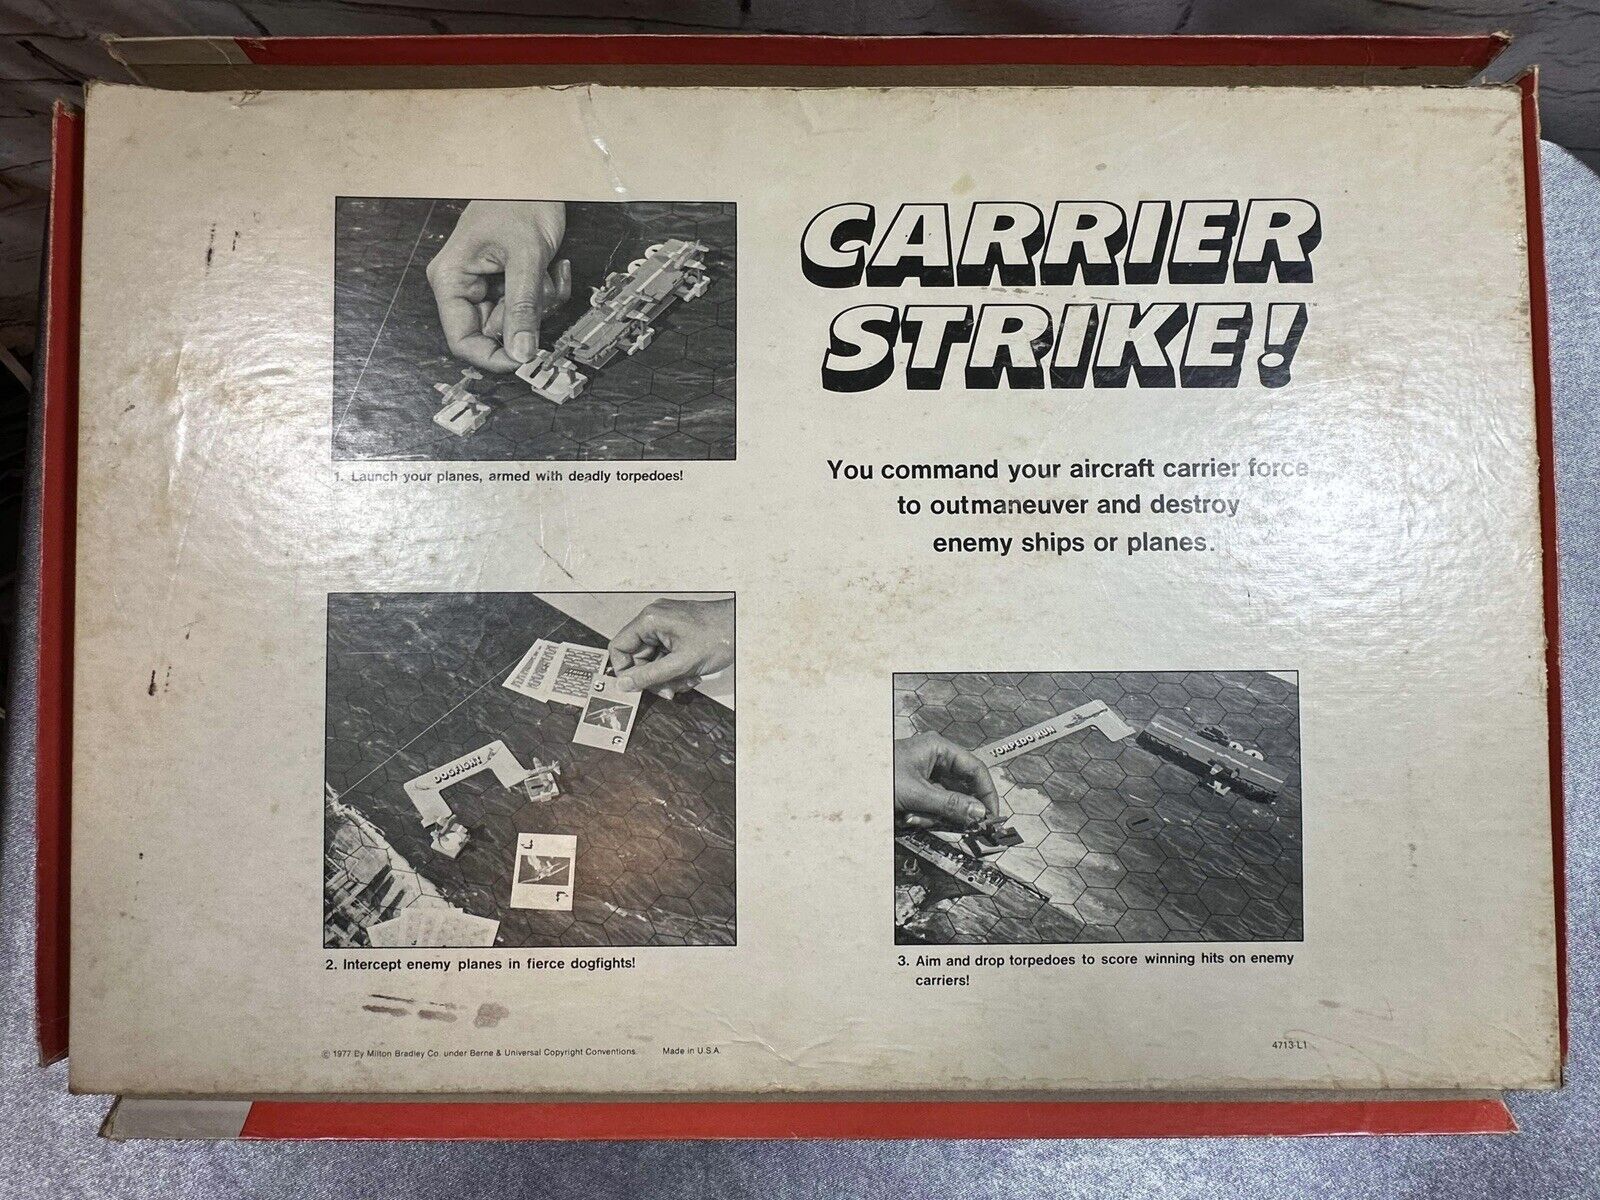 CARRIER
STRIKE!™
You command your aircraft carrier force
to outmaneuver and destroy
enemy ships or planes.
1. Launch your planes, armed with deadly torpedoes!
DOGFIGHT
2. Intercept enemy planes in fierce dogfights!
TORPEDO RUN
3. Aim and drop torpedoes to score winning hits on enemy
carriers!
© 1977 By Milton Bradley Co. under Berne & Universal Copyright Conventions. Made in U.S.A.
4713-L1